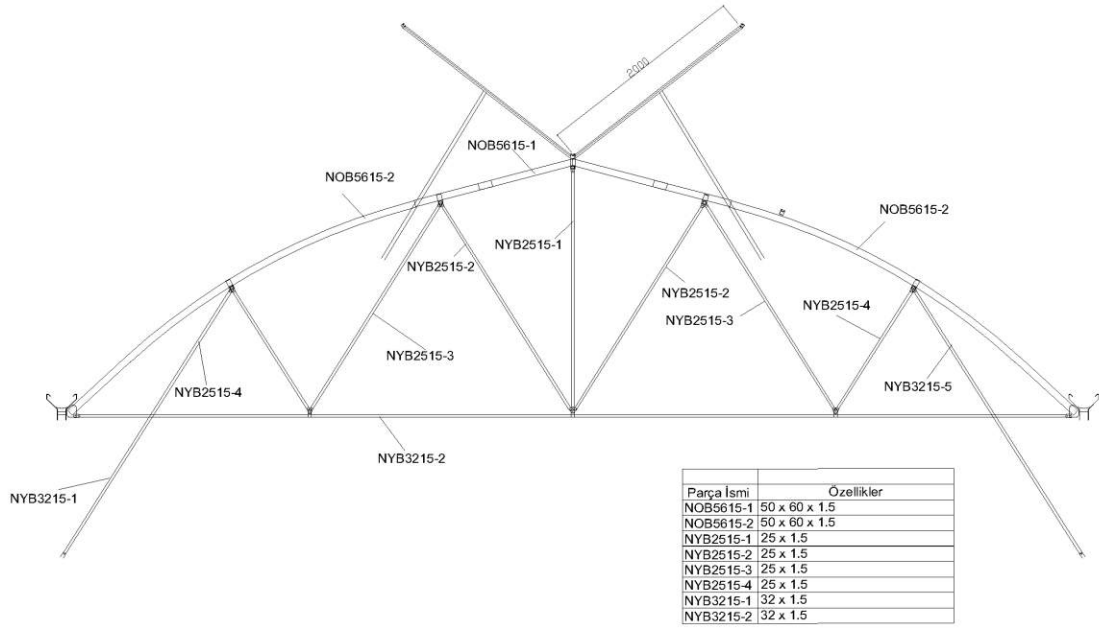 2000
NOB5615-1
NOB5615-2
NOB5615-2
NYB2515-1
NYB2515-2
NYB2515-2
NYB2515-3
NYB2515-4
NYB2515-3
NYB2515-4
NYB3215-5
NYB3215-2
NYB3215-1
Parça İsmi Özellikler
NOB5615-1 50 x 60 x 1.5
NOB5615-2 50 x 60 x 1.5
NYB2515-1 25 x 1.5
NYB2515-2 25 x 1.5
NYB2515-3 25 x 1.5
NYB2515-4 25 x 1.5
NYB3215-1 32 x 1.5
NYB3215-2 32 x 1.5